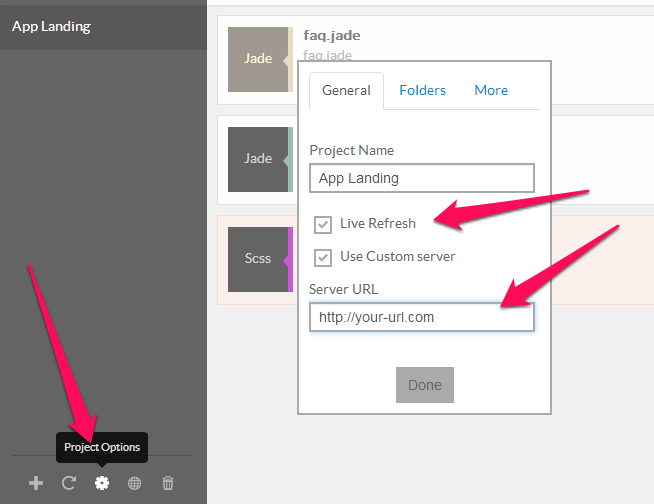 App Landing
Jade
faq.jade
faq.jade
Jade
Scss
General Folders More
Project Name
App Landing
Live Refresh
Use Custom server
Server URL
http://your-url.com
Done
Project Options